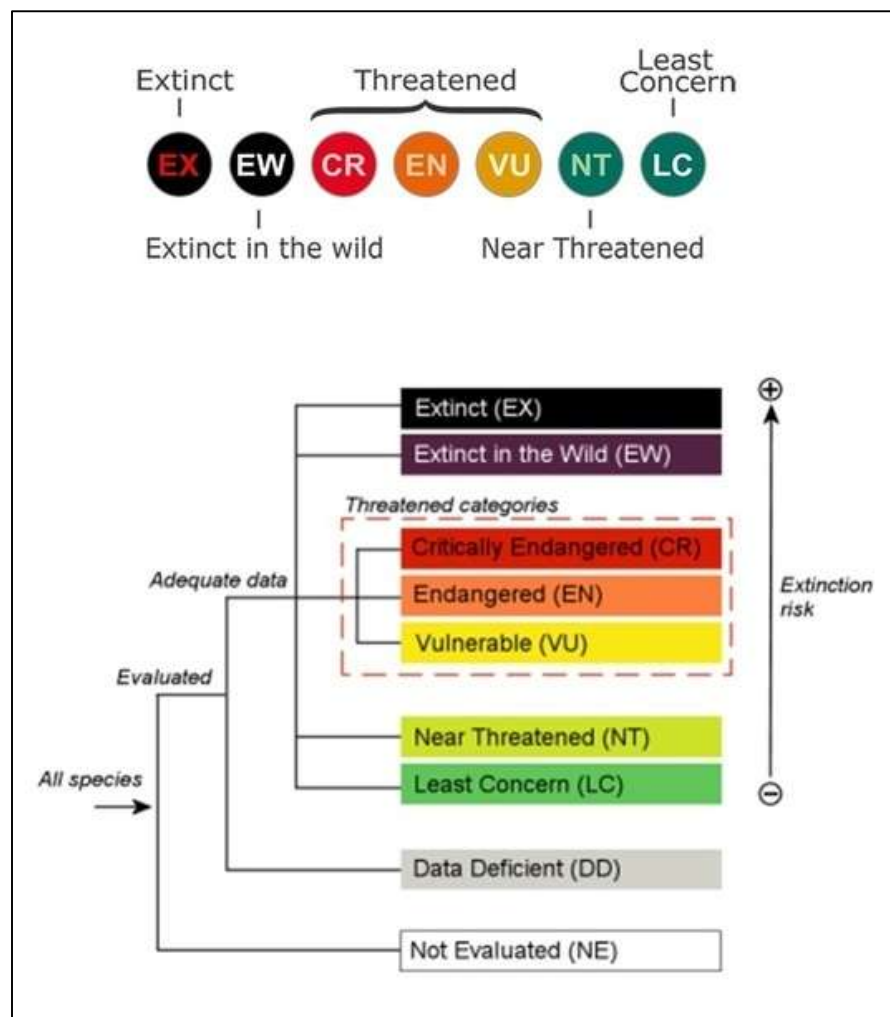 Extinct
Threatened
Least
Concern
EX
EW
CR
EN
VU
NT
LC
Extinct in the wild
Near Threatened
Extinct (EX)
Extinct in the Wild (EW)
Threatened categories
Critically Endangered (CR)
Adequate data
Endangered (EN)
Extinction
risk
Vulnerable (VU)
Evaluated
Near Threatened (NT)
All species
Least Concern (LC)
Data Deficient (DD)
Not Evaluated (NE)